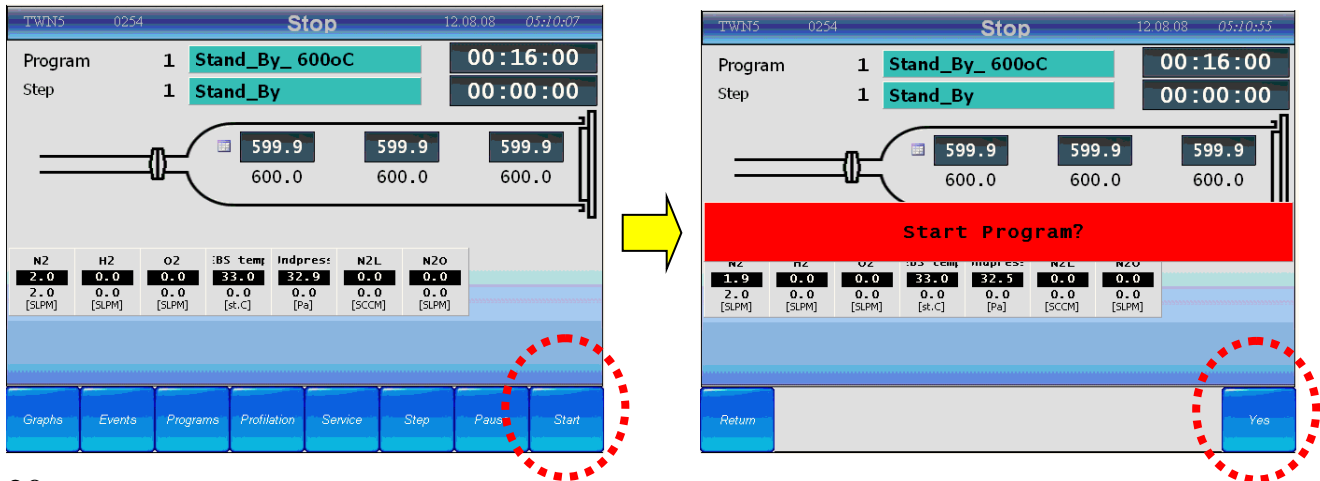 TWN5 0254 Stop 12.08.08 05:10:07
Program 1 Stand_By_ 600oC 00:16:00
Step 1 Stand_By 00:00:00
599.9 599.9 599.9
600.0 600.0 600.0
N2 H2 O2 :BS temp Indpres: N2L N2O
2.0 0.0 0.0 33.0 32.9 0.0 0.0
2.0 0.0 0.0 0.0 0.0 0.0 0.0
[SLPM] [SLPM] [SLPM] [st.C] [Pa] [SCCM] [SLPM]
Graphs Events Programs Profilation Service Step Pause Start
TWN5 0254 Stop 12.08.08 05:10:55
Program 1 Stand_By_ 600oC 00:16:00
Step 1 Stand_By 00:00:00
599.9 599.9 599.9
600.0 600.0 600.0
Start Program?
N2 H2 O2 :BS temp Indpres: N2L N2O
1.9 0.0 0.0 33.0 32.5 0.0 0.0
2.0 0.0 0.0 0.0 0.0 0.0 0.0
[SLPM] [SLPM] [SLPM] [st.C] [Pa] [SCCM] [SLPM]
Return Yes